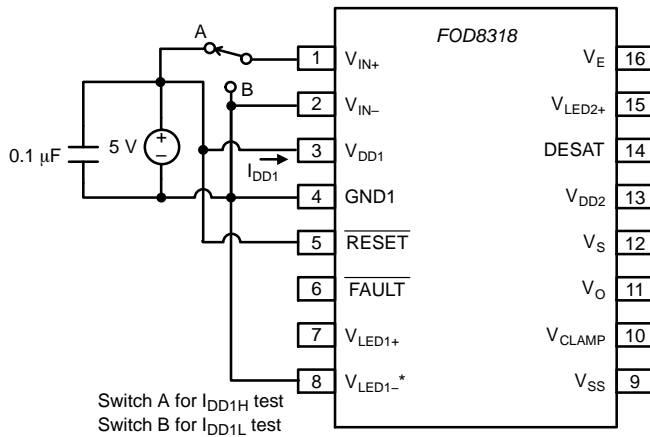 A
B
0.1 μF
5 V
+
−
I_DD1
FOD8318
1 V_IN+
2 V_IN−
3 V_DD1
4 GND1
5 R̅E̅S̅E̅T̅
6 F̅A̅U̅L̅T̅
7 V_LED1+
8 V_LED1−*
V_E 16
V_LED2+ 15
DESAT 14
V_DD2 13
V_S 12
V_O 11
V_CLAMP 10
V_SS 9
Switch A for I_DD1H test
Switch B for I_DD1L test